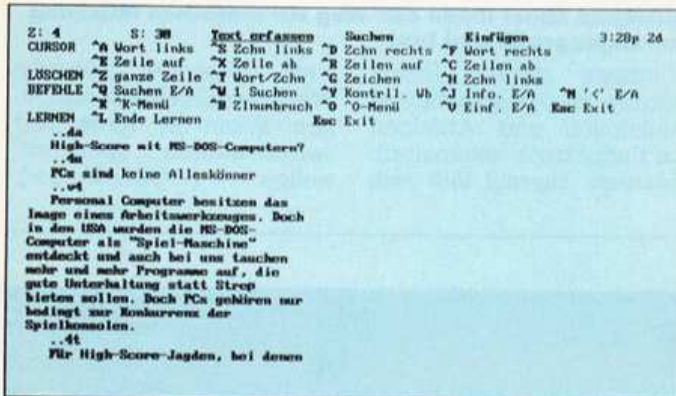 Z: 4 S: 30 Text erfassen Suchen Einfügen 3:28p 2d
CURSOR ^A Wort links ^S Zchn links ^D Zchn rechts ^F Wort rechts
^E Zeile auf ^X Zeile ab ^R Zeilen auf ^C Zeilen ab
LÖSCHEN ^Z ganze Zeile ^T Wort/Zchn ^G Zeichen ^H Zchn links
BEFEHLE ^Q Suchen E/A ^W 1 Suchen ^Y Kontrll. Wb ^J Info. E/A ^M '<' E/A
^K ^K-Menü ^B Zlnumbruch ^O ^O-Menü ^V Einf. E/A Esc Exit
LERNEN ^L Ende Lernen Esc Exit
..da
High-Score mit MS-DOS-Computern?
..4u
PCs sind keine Alleskönner
..v4
Personal Computer besitzen das
Image eines Arbeitswerkzeuges. Doch
in den USA wurden die MS-DOS-
Computer als "Spiel-Maschine"
entdeckt und auch bei uns tauchen
mehr und mehr Programme auf, die
gute Unterhaltung statt Strep
bieten sollen. Doch PCs gehören nur
bedingt zur Konkurrenz der
Spielkonsolen.
..4t
Für High-Score-Jagden, bei denen